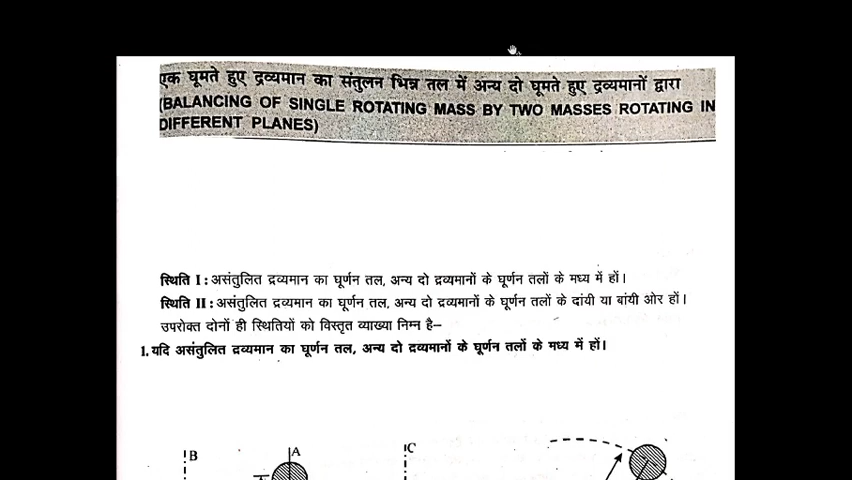 एक घूमते हुए द्रव्यमान का संतुलन भिन्न तल में अन्य दो घूमते हुए द्रव्यमानों द्वारा
(BALANCING OF SINGLE ROTATING MASS BY TWO MASSES ROTATING IN
DIFFERENT PLANES)
स्थिति I : असंतुलित द्रव्यमान का घूर्णन तल, अन्य दो द्रव्यमानों के घूर्णन तलों के मध्य में हों।
स्थिति II : असंतुलित द्रव्यमान का घूर्णन तल, अन्य दो द्रव्यमानों के घूर्णन तलों के दांयी या बांयी ओर हों।
उपरोक्त दोनों ही स्थितियों को विस्तृत व्याख्या निम्न है–
1. यदि असंतुलित द्रव्यमान का घूर्णन तल, अन्य दो द्रव्यमानों के घूर्णन तलों के मध्य में हों।
B A C